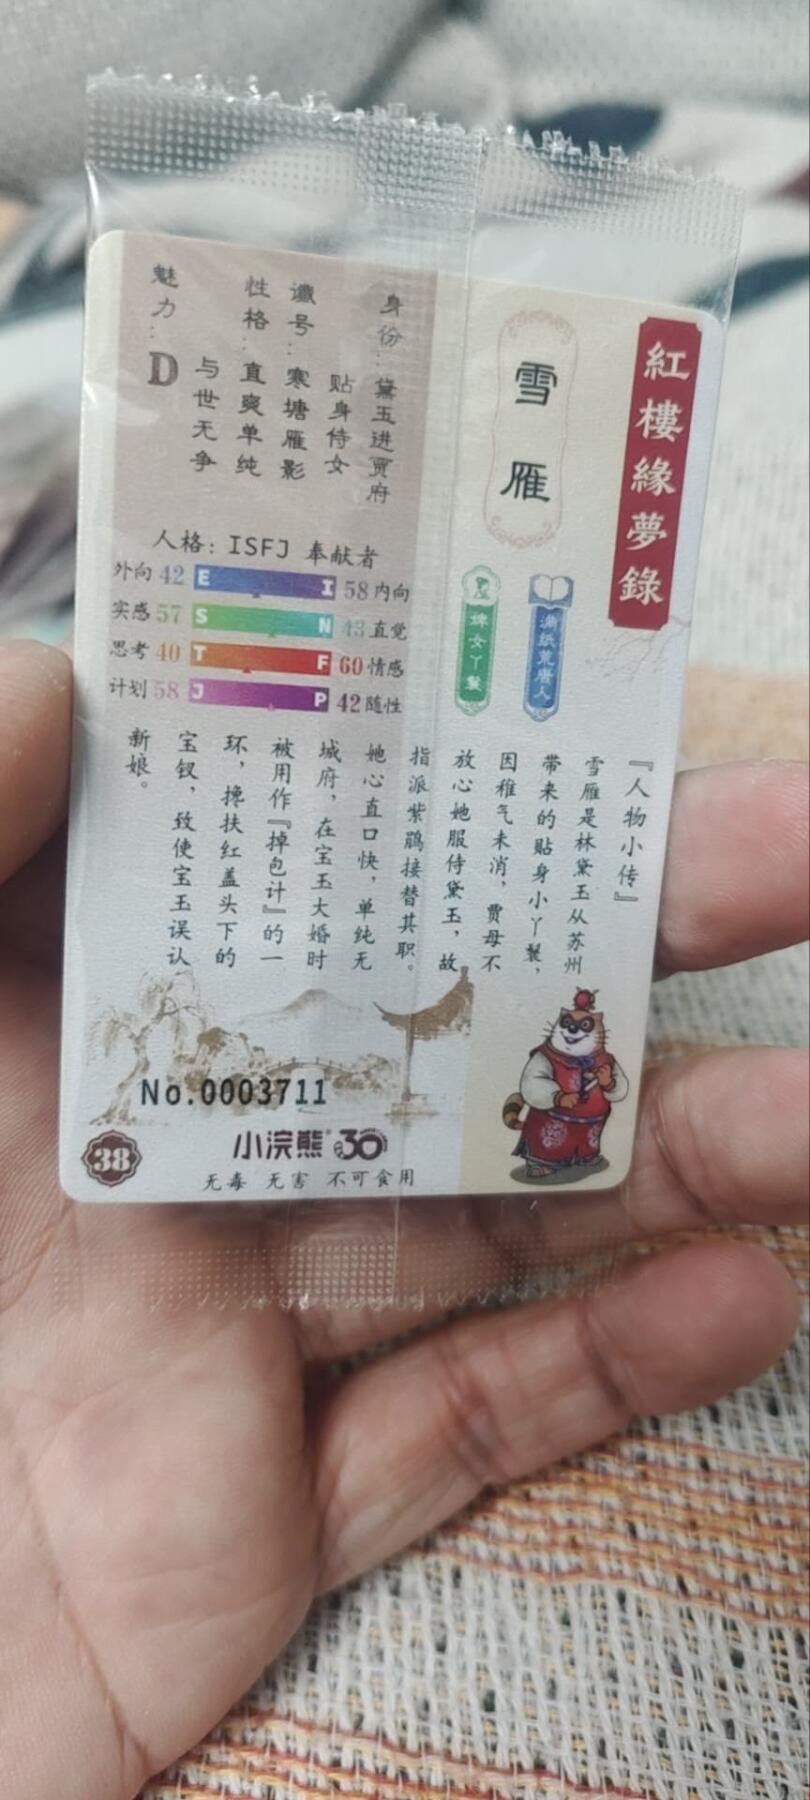 紅樓緣夢錄
雪雁
身份：黛玉进贾府
贴身侍女
谶号：寒塘雁影
性格：直爽单纯
与世无争
魅力：D
人格：ISFJ 奉献者
外向 42 E I 58 内向
实感 57 S N 43 直觉
思考 40 T F 60 情感
计划 58 J P 42 随性
满纸荒唐人
婢女丫鬟
『人物小传』
雪雁是林黛玉从苏州
带来的贴身小丫鬟，
因稚气未消，贾母不
放心她服侍黛玉，故
指派紫鹃接替其职。
她心直口快，单纯无
城府，在宝玉大婚时
被用作『掉包计』的一
环，搀扶红盖头下的
宝钗，致使宝玉误认
新娘。
No.0003711
38
小浣熊® 30
无毒 无害 不可食用